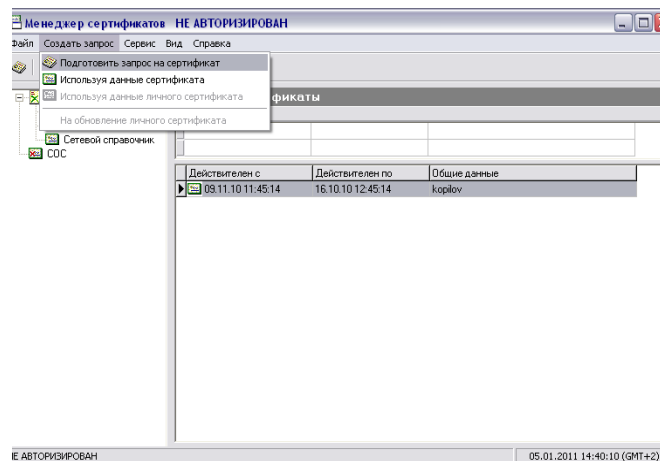 Менеджер сертификатов НЕ АВТОРИЗИРОВАН
Файл Создать запрос Сервис Вид Справка
Подготовить запрос на сертификат
Используя данные сертификата
Используя данные личного сертификата
На обновление личного сертификата
фикаты
Сетевой справочник
СОС
Действителен с Действителен по Общие данные
09.11.10 11:45:14 16.10.10 12:45:14 kopilov
НЕ АВТОРИЗИРОВАН 05.01.2011 14:40:10 (GMT+2)